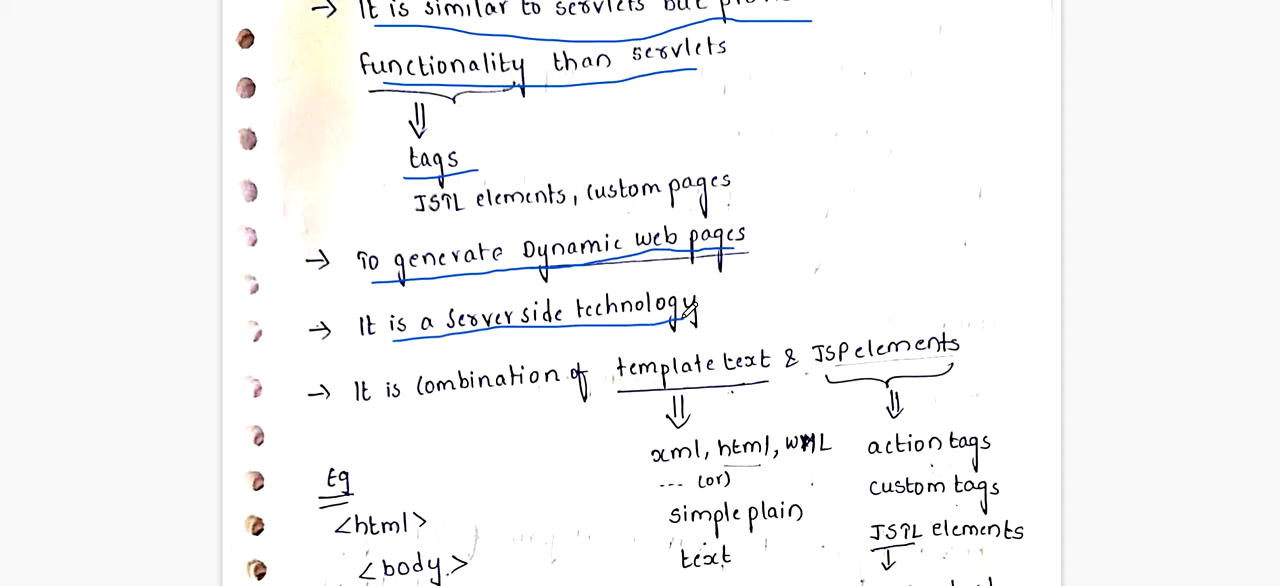 → It is similar to servlets but
functionality than servlets
⇓
tags
JSTL elements, custom pages
→ To generate Dynamic web pages
→ It is a Server side technology
→ It is combination of template text & JSP elements
⇓ ⇓
xml, html, WML action tags
... (or) custom tags
Eg simple plain JSTL elements
<html> text ↓
<body.>